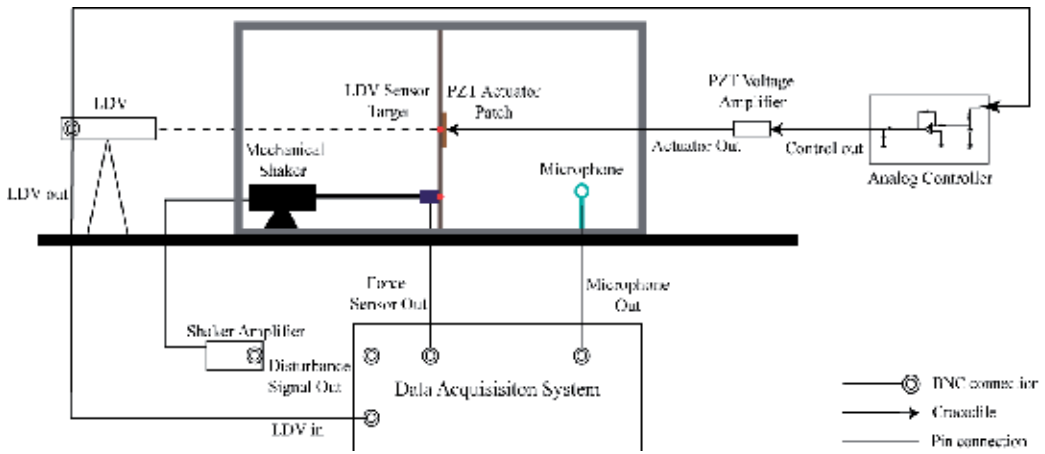 LDV
LDV Sensor
Target
PZT Actuator
Patch
PZT Voltage
Amplifier
Mechanical
Shaker
Microphone
Actuator Out
Control out
Analog Controller
LDV out
Force
Sensor Out
Microphone
Out
Shaker Amplifier
Disturbance
Signal Out
Data Acquisisiton System
LDV in
BNC connection
Crocodile
Pin connection